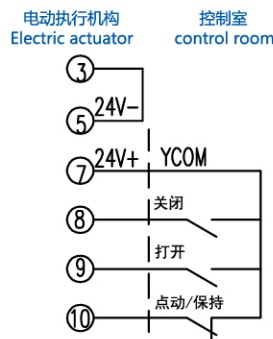 电动执行机构 控制室
Electric actuator control room
3
24V-
5
24V+ YCOM
7
关闭
8
打开
9
点动/保持
10